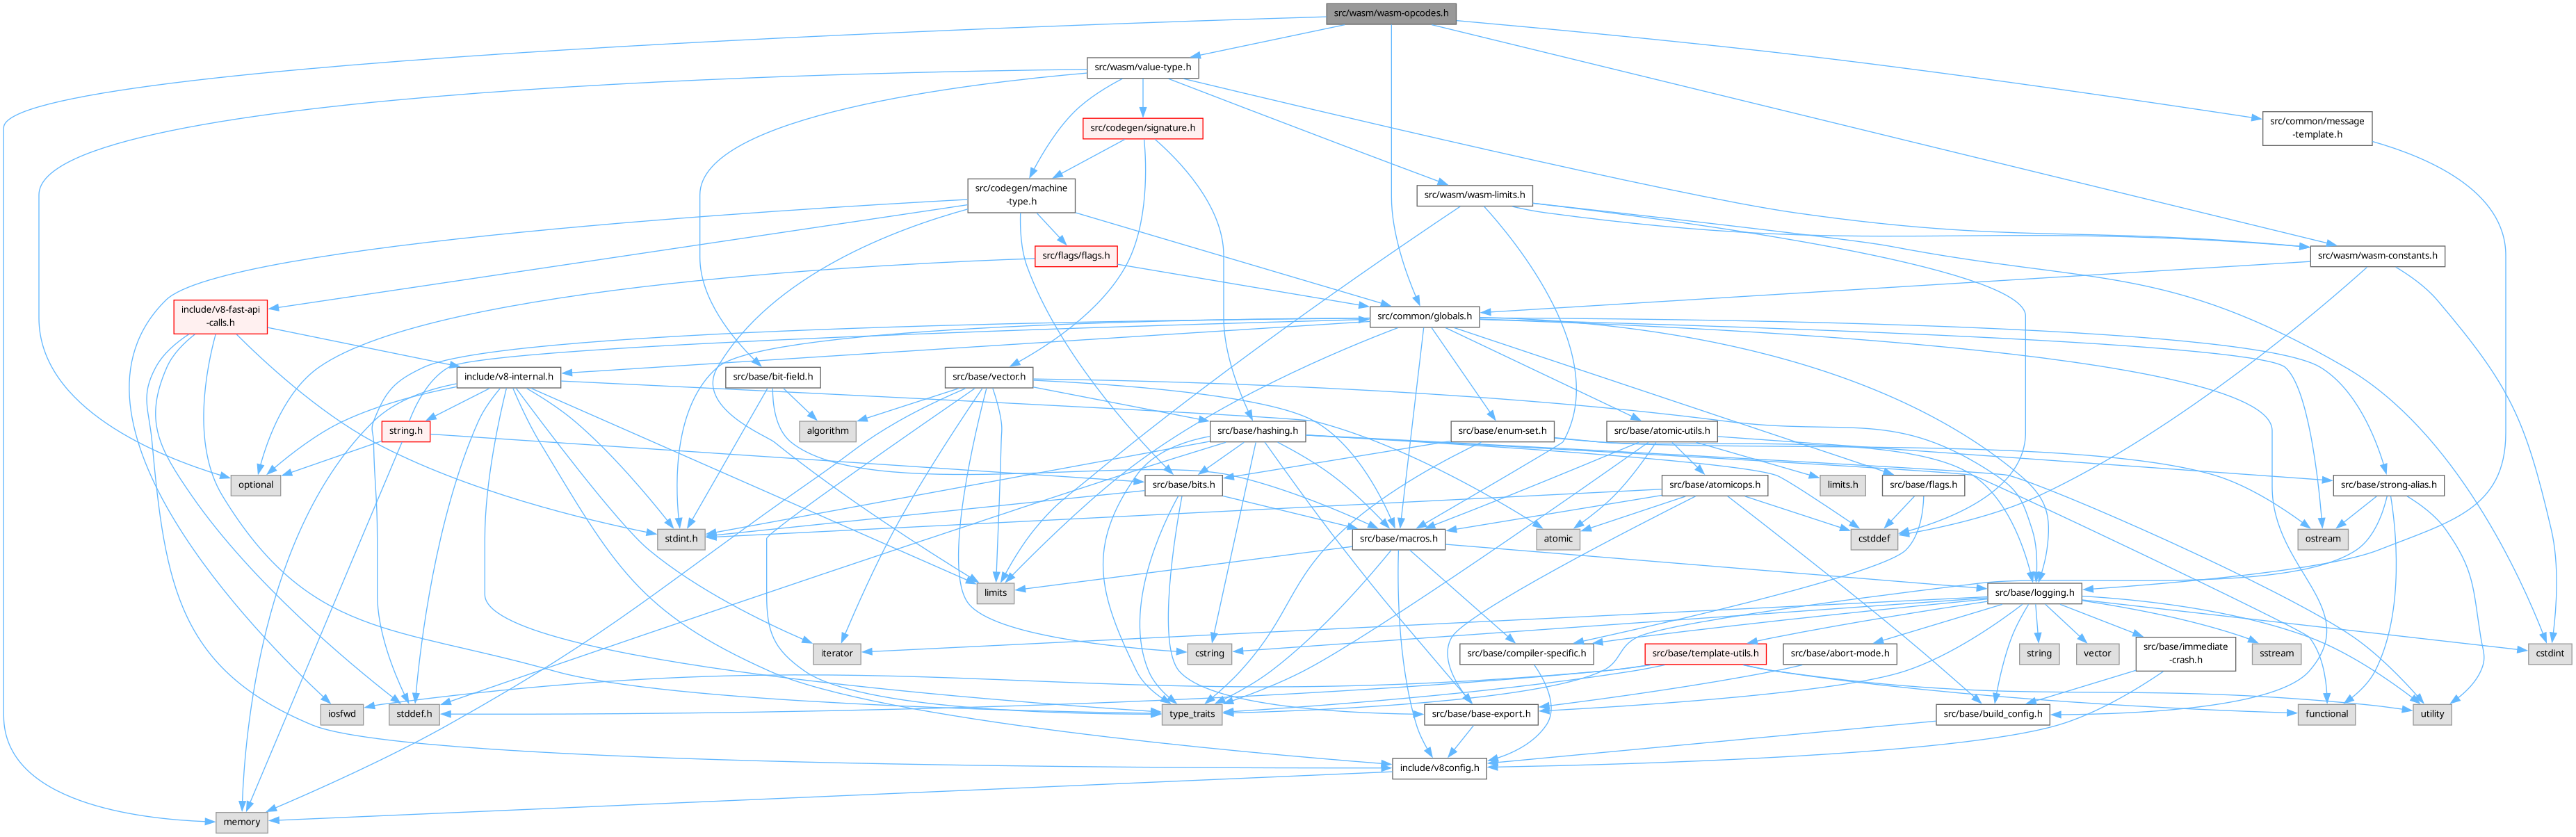 src/wasm/wasm-opcodes.h
src/wasm/value-type.h
src/common/message
-template.h
src/codegen/signature.h
src/codegen/machine
-type.h
src/wasm/wasm-limits.h
src/flags/flags.h
src/wasm/wasm-constants.h
include/v8-fast-api
-calls.h
src/common/globals.h
include/v8-internal.h
src/base/bit-field.h
src/base/vector.h
string.h
algorithm
src/base/hashing.h
src/base/enum-set.h
src/base/atomic-utils.h
optional
src/base/bits.h
src/base/atomicops.h
limits.h
src/base/flags.h
src/base/strong-alias.h
stdint.h
src/base/macros.h
atomic
cstddef
ostream
limits
src/base/logging.h
iterator
cstring
src/base/compiler-specific.h
src/base/template-utils.h
src/base/abort-mode.h
string
vector
src/base/immediate
-crash.h
sstream
cstdint
iosfwd
stddef.h
type_traits
src/base/base-export.h
src/base/build_config.h
functional
utility
include/v8config.h
memory